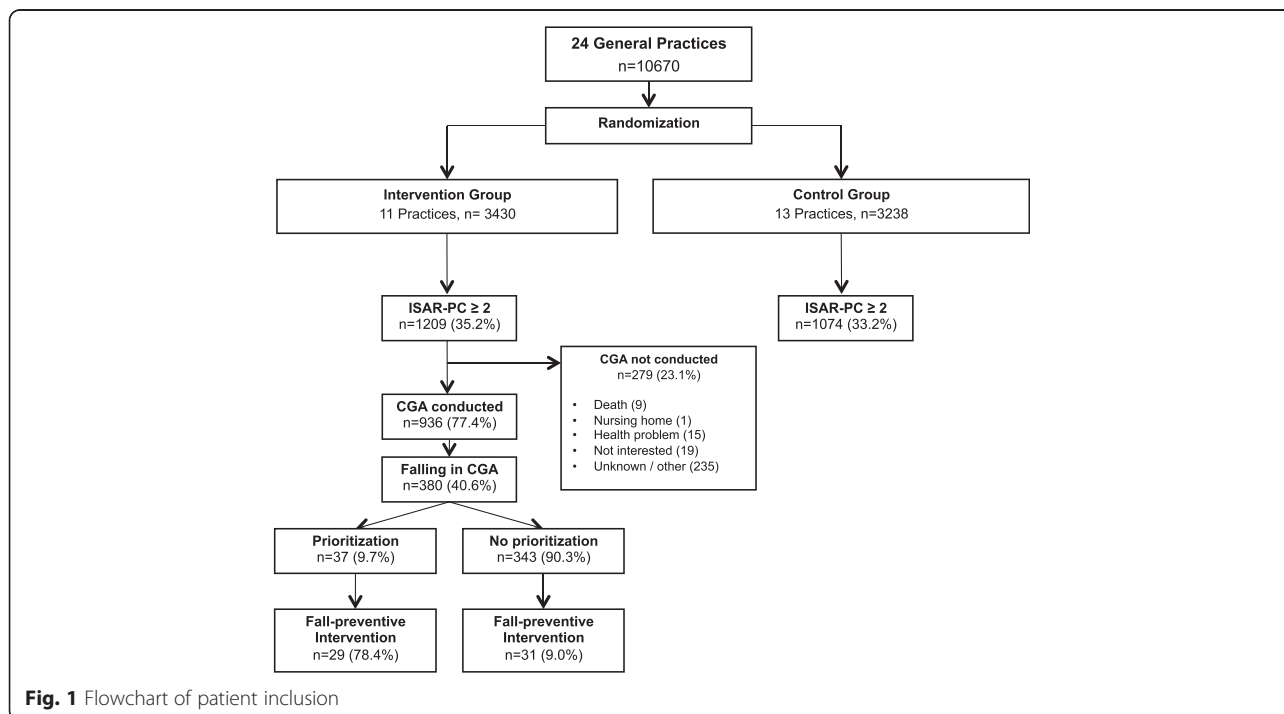 24 General Practices
n=10670
Randomization
Intervention Group
11 Practices, n= 3430
Control Group
13 Practices, n=3238
ISAR-PC ≥ 2
n=1209 (35.2%)
ISAR-PC ≥ 2
n=1074 (33.2%)
CGA not conducted
n=279 (23.1%)
• Death (9)
• Nursing home (1)
• Health problem (15)
• Not interested (19)
• Unknown / other (235)
CGA conducted
n=936 (77.4%)
Falling in CGA
n=380 (40.6%)
Prioritization
n=37 (9.7%)
No prioritization
n=343 (90.3%)
Fall-preventive
Intervention
n=29 (78.4%)
Fall-preventive
Intervention
n=31 (9.0%)
Fig. 1 Flowchart of patient inclusion